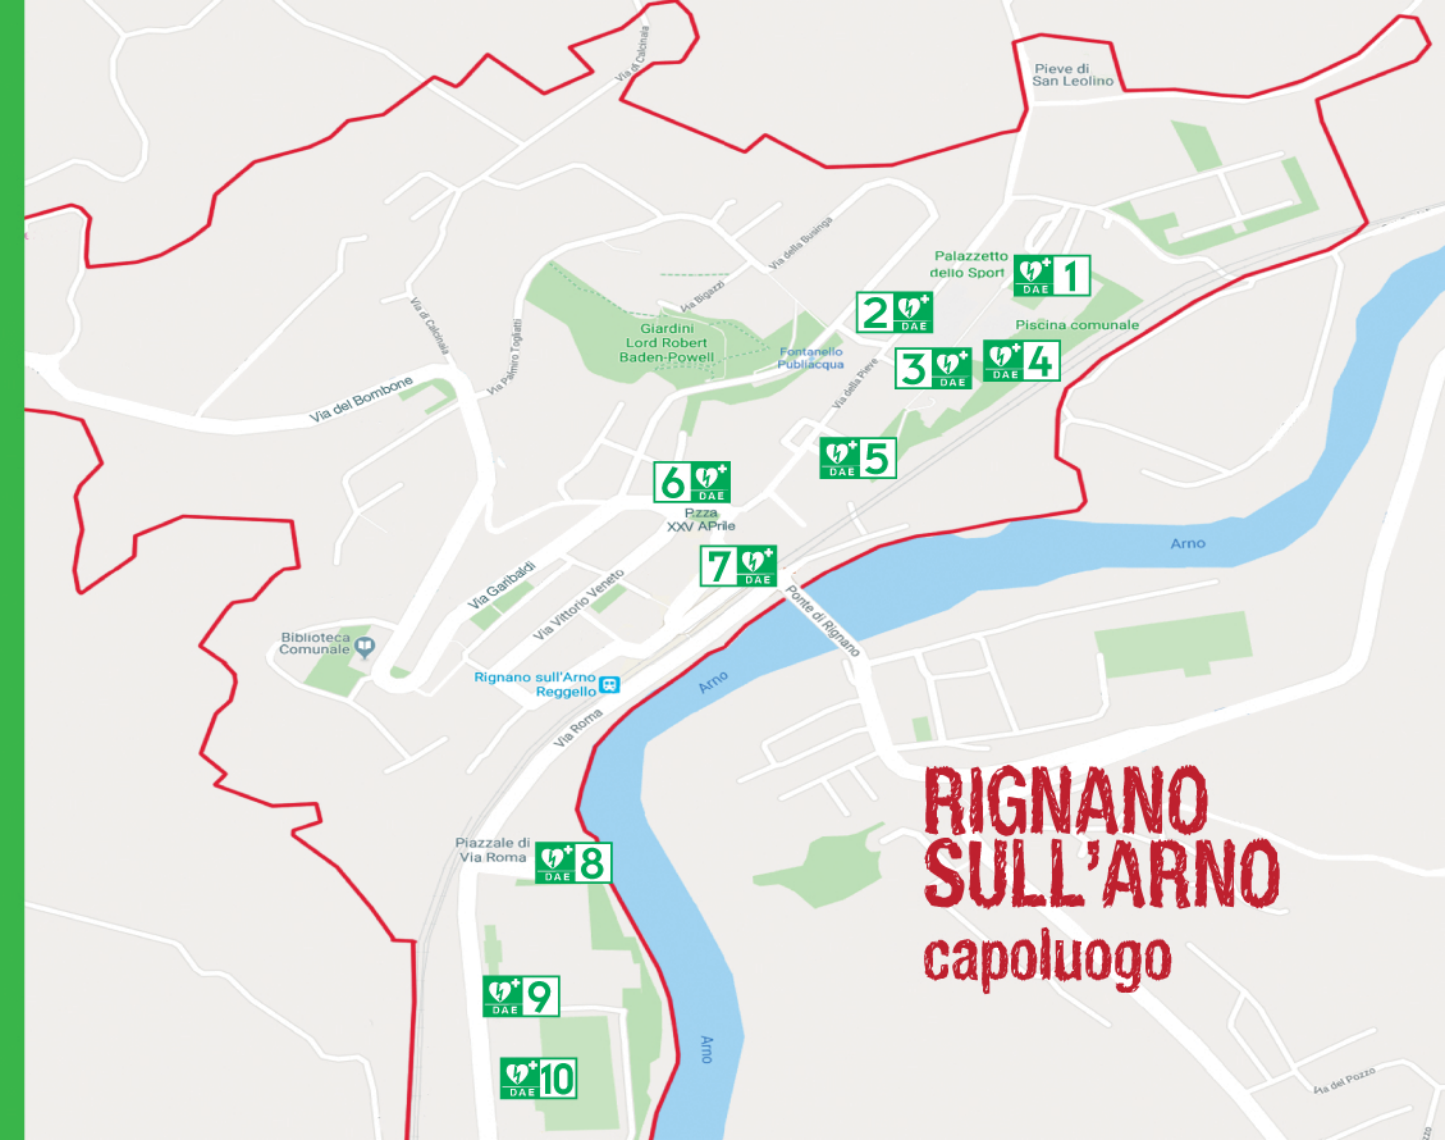 Via di Calcinaia
Pieve di
San Leolino
Via della Businga
Palazzetto
dello Sport
DAE
1
2
DAE
Via Bigazzi
Piscina comunale
Via di Calcinaia
Via Palmiro Togliatti
Giardini
Lord Robert
Baden-Powell
Fontanello
Publiacqua
3
DAE
DAE
4
Via della Pieve
Via del Bombone
DAE
5
6
DAE
P.zza
XXV APrile
Arno
7
DAE
Via Garibaldi
Via Vittorio Veneto
Ponte di Rignano
Biblioteca
Comunale
Rignano sull'Arno
Reggello
Arno
Via Roma
RIGNANO
SULL'ARNO
capoluogo
Piazzale di
Via Roma
DAE
8
DAE
9
Arno
DAE
10
Via del Pozzo